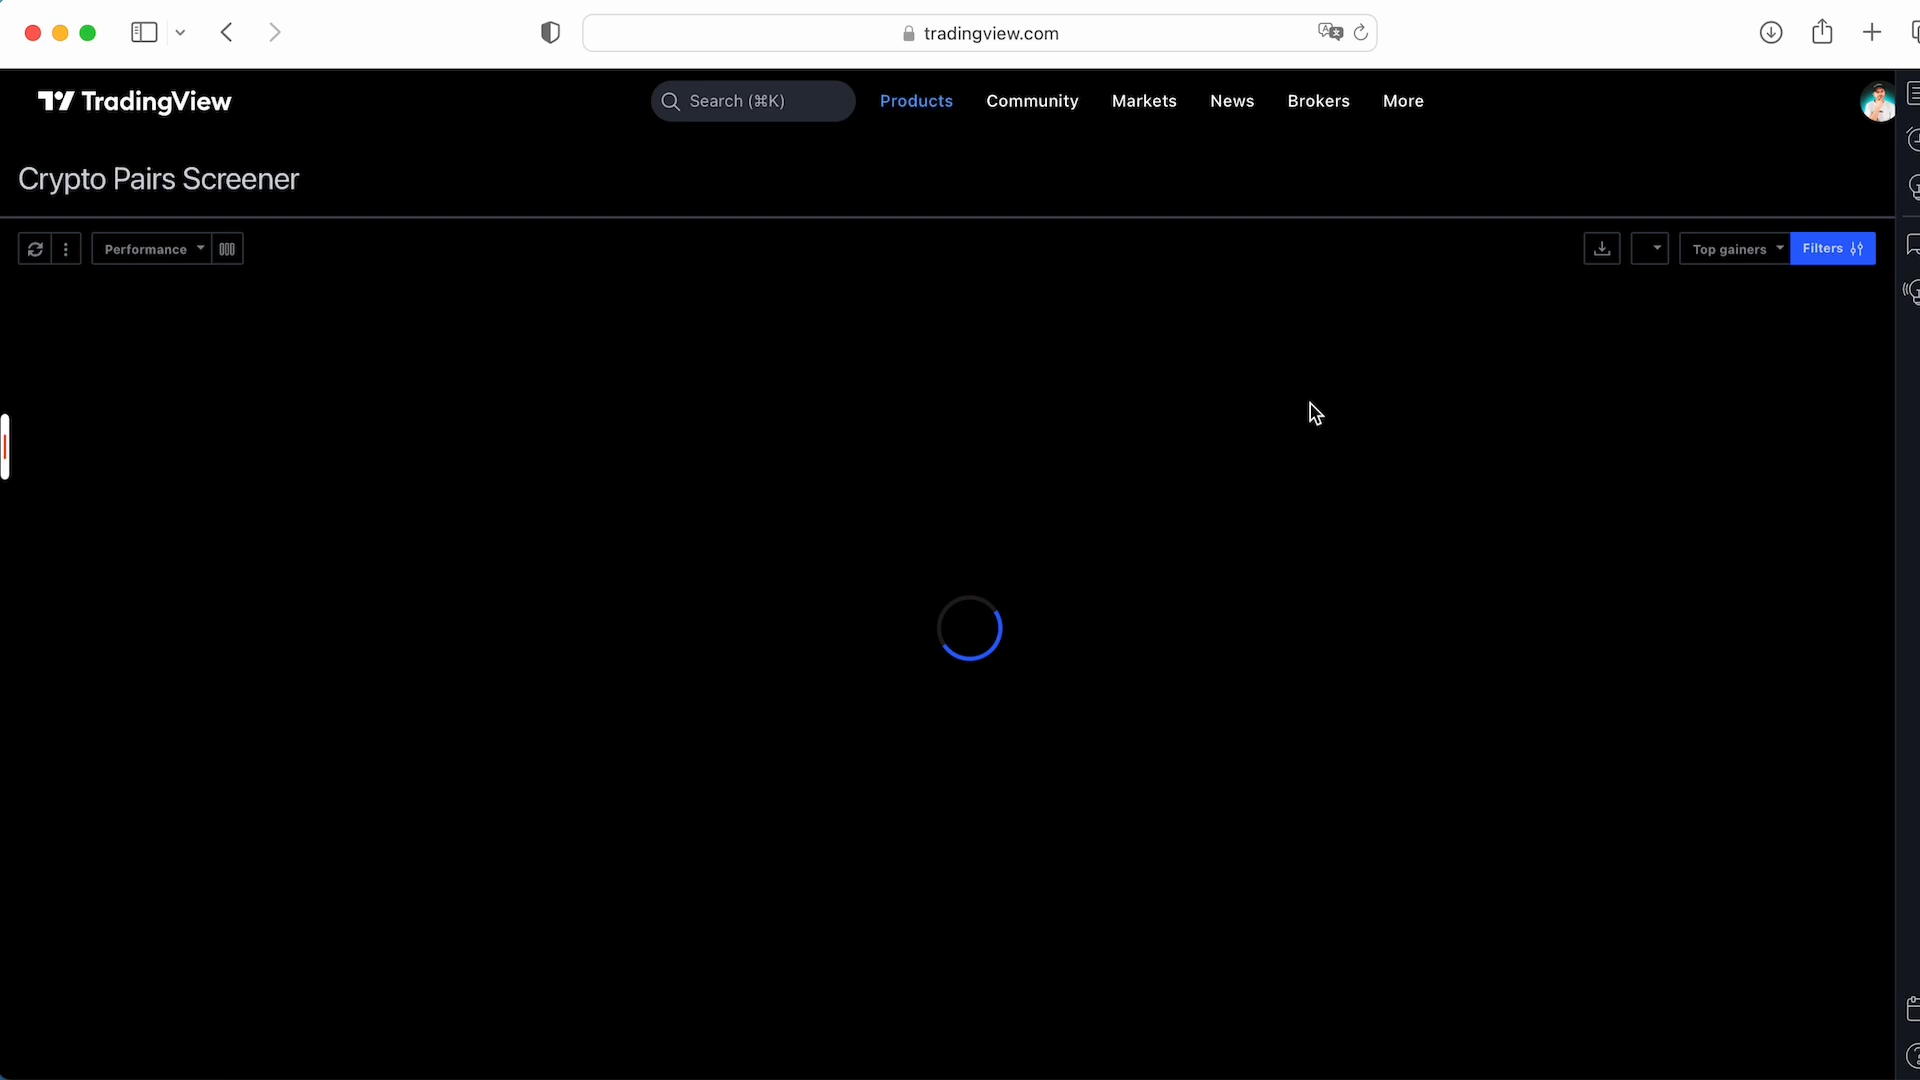 tradingview.com
TradingView
Search (⌘K)
Products
Community
Markets
News
Brokers
More
Crypto Pairs Screener
Performance
Top gainers
Filters